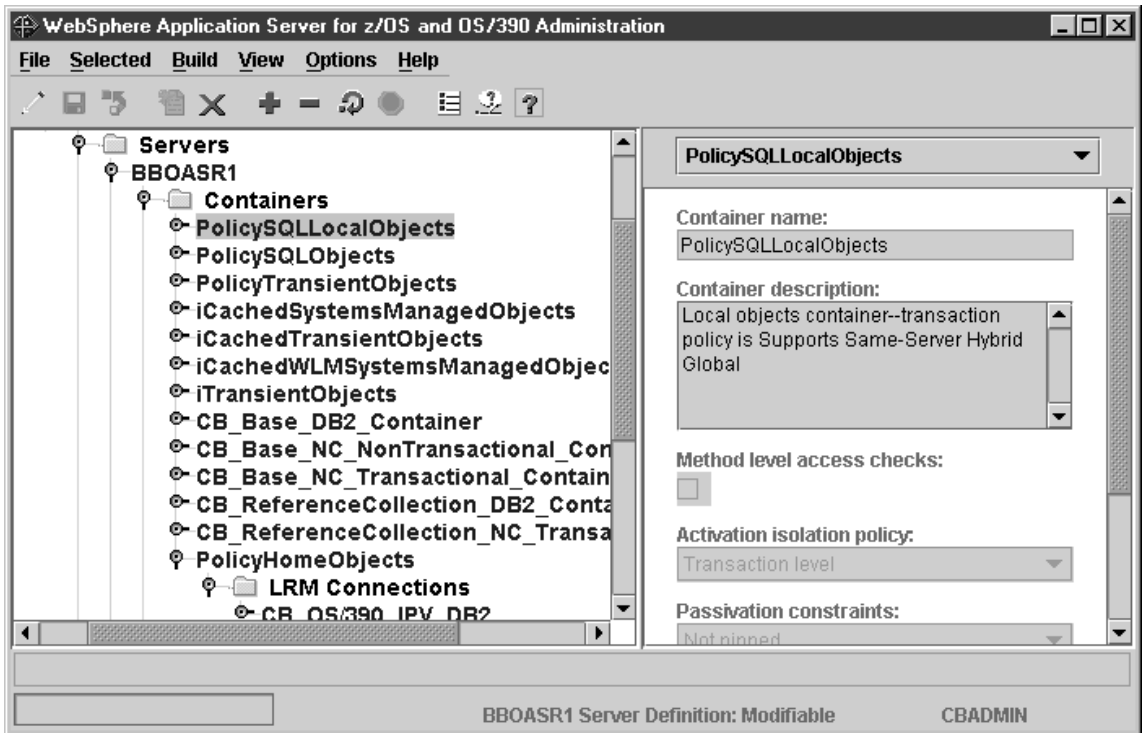 WebSphere Application Server for z/OS and OS/390 Administration
File Selected Build View Options Help
Servers
BBOASR1
Containers
PolicySQLLocalObjects
PolicySQLObjects
PolicyTransientObjects
iCachedSystemsManagedObjects
iCachedTransientObjects
iCachedWLMSystemsManagedObjec
iTransientObjects
CB_Base_DB2_Container
CB_Base_NC_NonTransactional_Con
CB_Base_NC_Transactional_Contain
CB_ReferenceCollection_DB2_Conta
CB_ReferenceCollection_NC_Transa
PolicyHomeObjects
LRM Connections
CB_OS/390_IPV_DB2
PolicySQLLocalObjects
Container name:
PolicySQLLocalObjects
Container description:
Local objects container--transaction
policy is Supports Same-Server Hybrid
Global
Method level access checks:
Activation isolation policy:
Transaction level
Passivation constraints:
Not pinned
BBOASR1 Server Definition: Modifiable CBADMIN